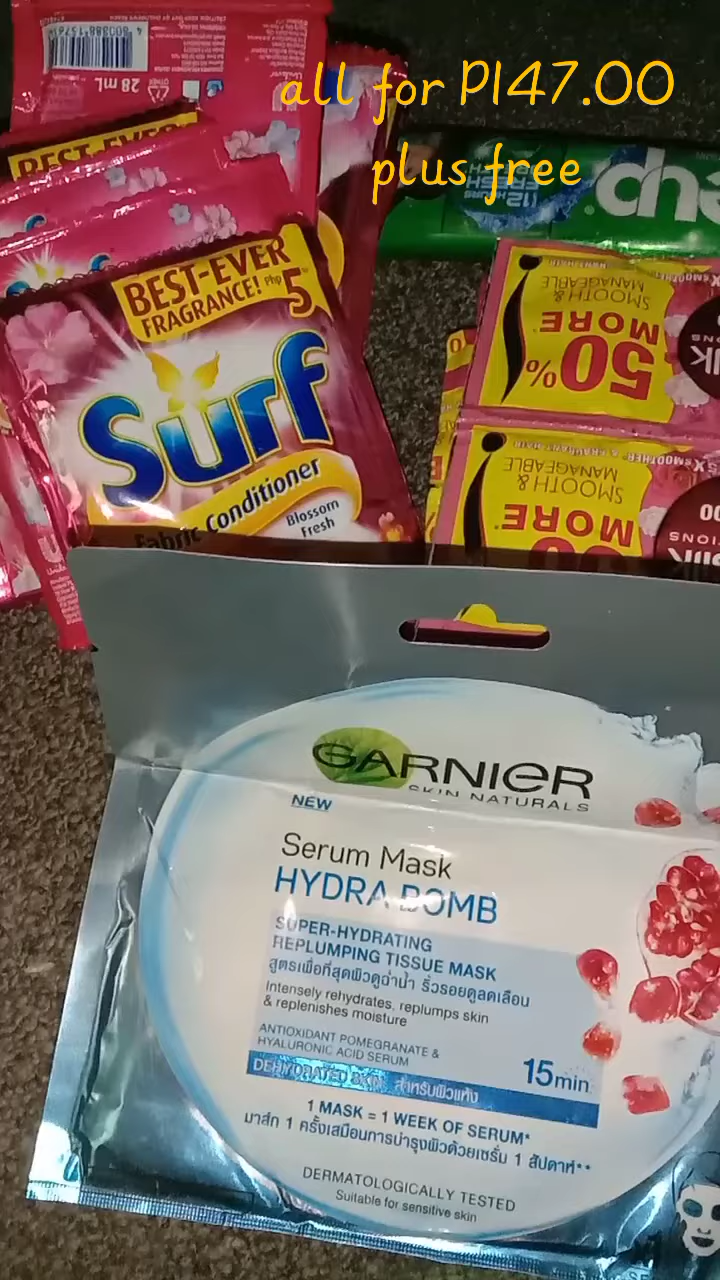 all for P147.00
plus free
28 mL
BEST-EVER
BEST-EVER
FRAGRANCE!
Php 5
Surf
Fabric Conditioner
Blossom
Fresh
12 HOURS
FRESH
SMOOTH &
MANAGEABLE
50%
MORE
SMOOTH &
MANAGEABLE
MORE
GARNIER
SKIN NATURALS
NEW
Serum Mask
HYDRA BOMB
SUPER-HYDRATING
REPLUMPING TISSUE MASK
สูตรเพื่อที่สุดผิวดูฉ่ำน้ำ ริ้วรอยดูลดเลือน
Intensely rehydrates, replumps skin
& replenishes moisture
ANTIOXIDANT POMEGRANATE &
HYALURONIC ACID SERUM
15min
DEHYDRATED SKIN สำหรับผิวแห้ง
1 MASK = 1 WEEK OF SERUM*
มาส์ก 1 ครั้งเสมือนการบำรุงผิวด้วยเซรั่ม 1 สัปดาห์**
DERMATOLOGICALLY TESTED
Suitable for sensitive skin